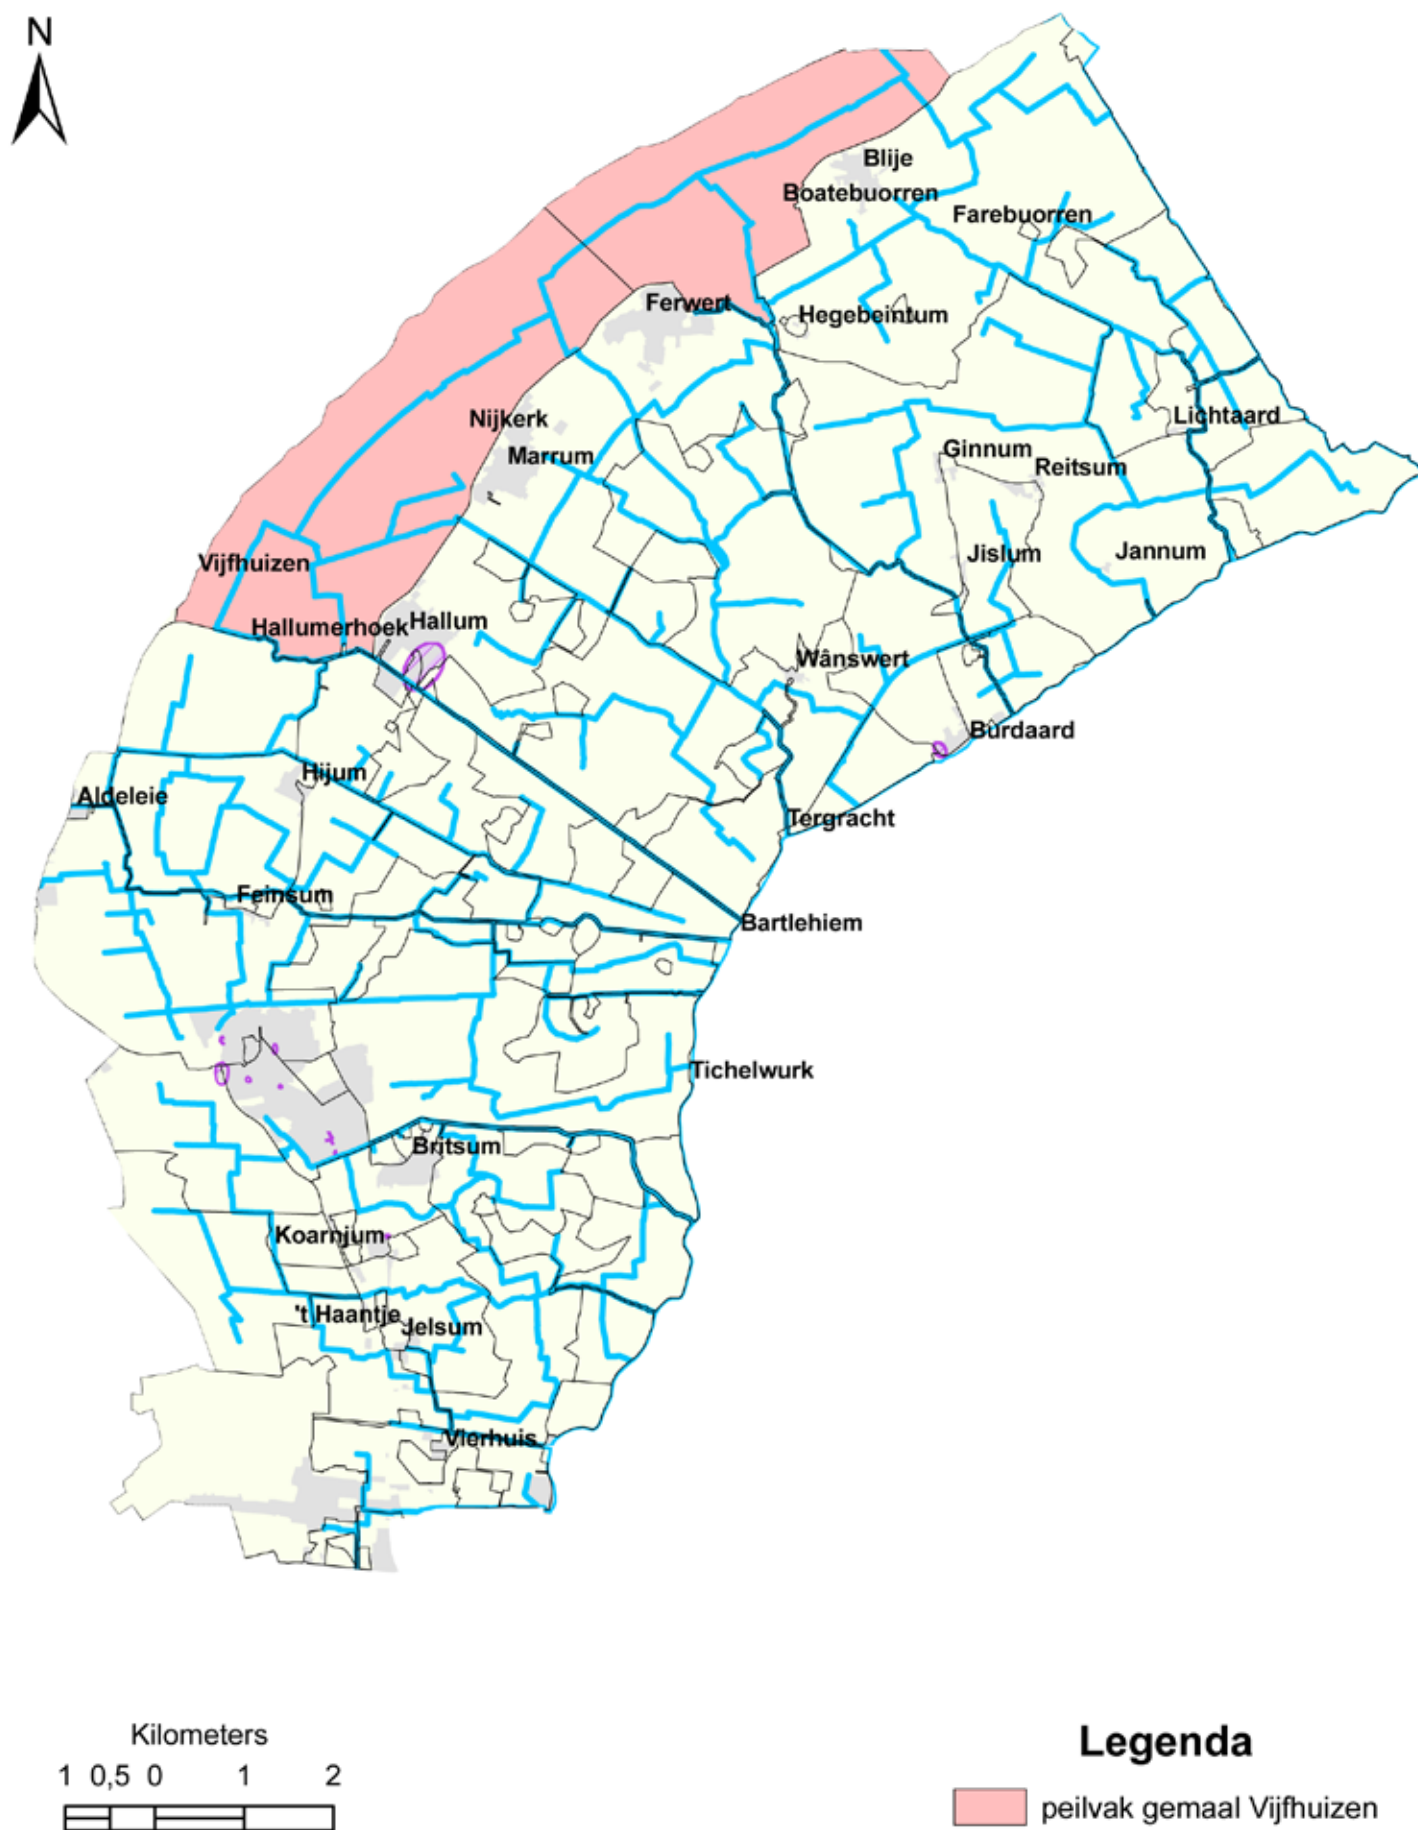 N
Blije
Boatebuorren
Farebuorren
Ferwert
Hegebeintum
Nijkerk
Lichtaard
Marrum
Ginnum
Reitsum
Vijfhuizen
Jislum
Jannum
Hallumerhoek
Hallum
Wânswert
Burdaard
Hijum
Aldeleie
Tergracht
Feinsum
Bartlehiem
Tichelwurk
Britsum
Koarnjum
't Haantje
Jelsum
Vierhuis
Kilometers
1 0,5 0 1 2
Legenda
peilvak gemaal Vijfhuizen